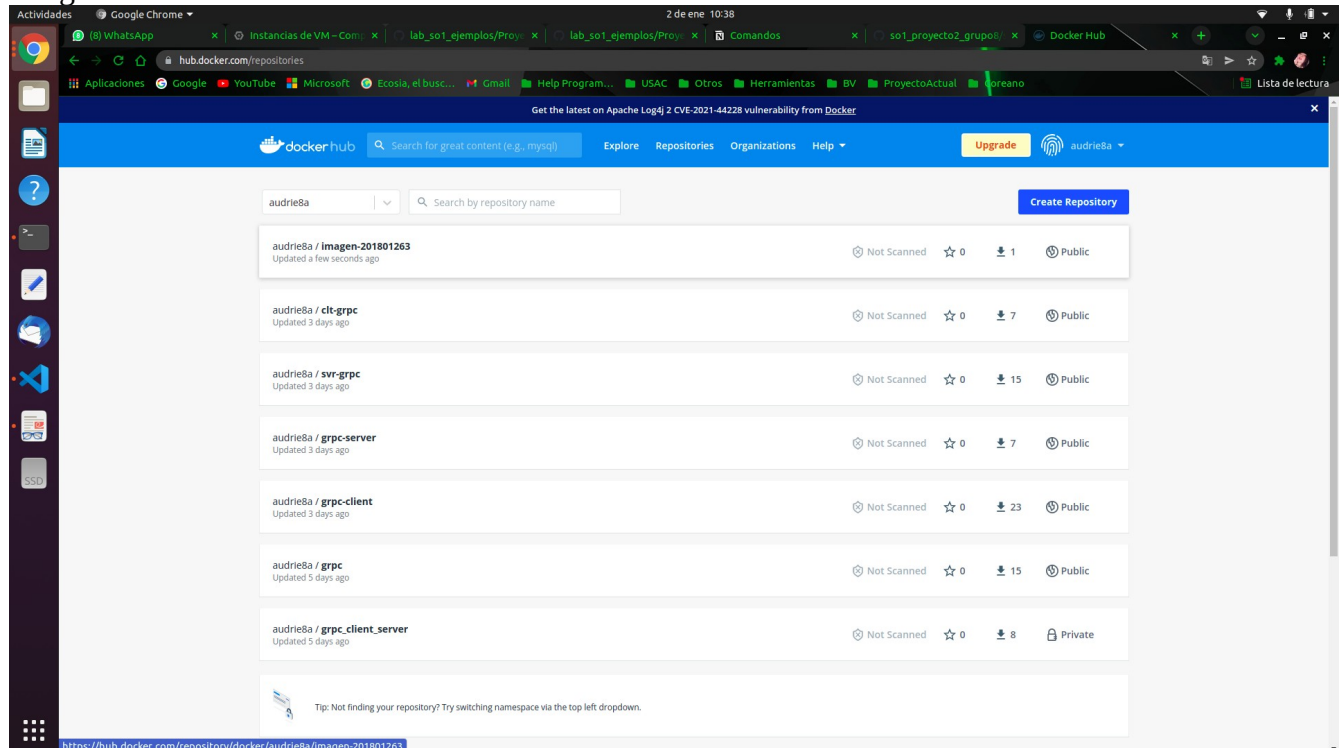 Actividades
Google Chrome
2 de ene 10:38
(8) WhatsApp
Instancias de VM – Com
lab_so1_ejemplos/Proye
lab_so1_ejemplos/Proye
Comandos
so1_proyecto2_grupo8/
Docker Hub
hub.docker.com/repositories
Aplicaciones
Google
YouTube
Microsoft
Ecosia, el busc...
Gmail
Help Program...
USAC
Otros
Herramientas
BV
ProyectoActual
Coreano
Lista de lectura
Get the latest on Apache Log4j 2 CVE-2021-44228 vulnerability from Docker
docker hub
Search for great content (e.g., mysql)
Explore
Repositories
Organizations
Help
Upgrade
audrie8a
audrie8a
Search by repository name
Create Repository
audrie8a / imagen-201801263
Updated a few seconds ago
Not Scanned
0
1
Public
audrie8a / clt-grpc
Updated 3 days ago
Not Scanned
0
7
Public
audrie8a / svr-grpc
Updated 3 days ago
Not Scanned
0
15
Public
audrie8a / grpc-server
Updated 3 days ago
Not Scanned
0
7
Public
audrie8a / grpc-client
Updated 3 days ago
Not Scanned
0
23
Public
audrie8a / grpc
Updated 5 days ago
Not Scanned
0
15
Public
audrie8a / grpc_client_server
Updated 5 days ago
Not Scanned
0
8
Private
SSD
Tip: Not finding your repository? Try switching namespace via the top left dropdown.
https://hub.docker.com/repository/docker/audrie8a/imagen-201801263